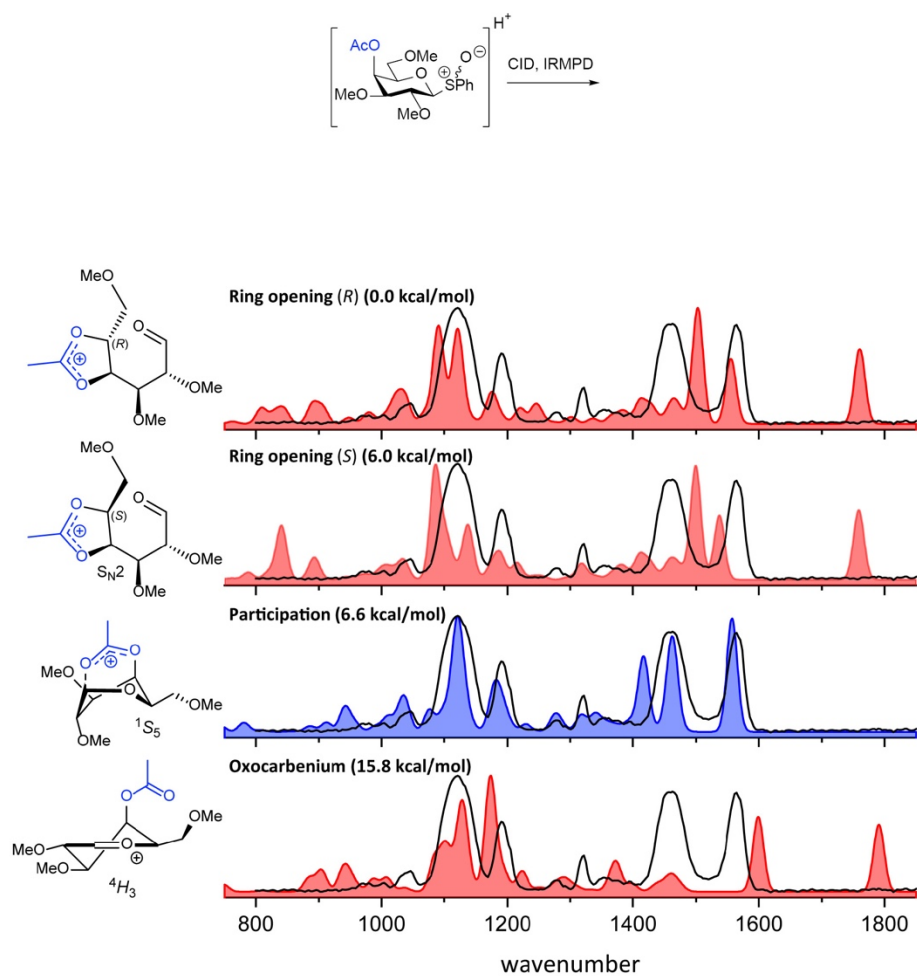 H+
AcO
OMe
O⊖
O
⊕
S
Ph
MeO
OMe
CID, IRMPD
MeO
O
(R)
O
⊕
O
OMe
OMe
Ring opening (R) (0.0 kcal/mol)
MeO
O
(S)
O
⊕
O
OMe
SN2
OMe
Ring opening (S) (6.0 kcal/mol)
O
O
⊕
MeO
O
OMe
OMe
1S5
Participation (6.6 kcal/mol)
O
O
OMe
MeO
O
⊕
MeO
4H3
Oxocarbenium (15.8 kcal/mol)
800 1000 1200 1400 1600 1800
wavenumber